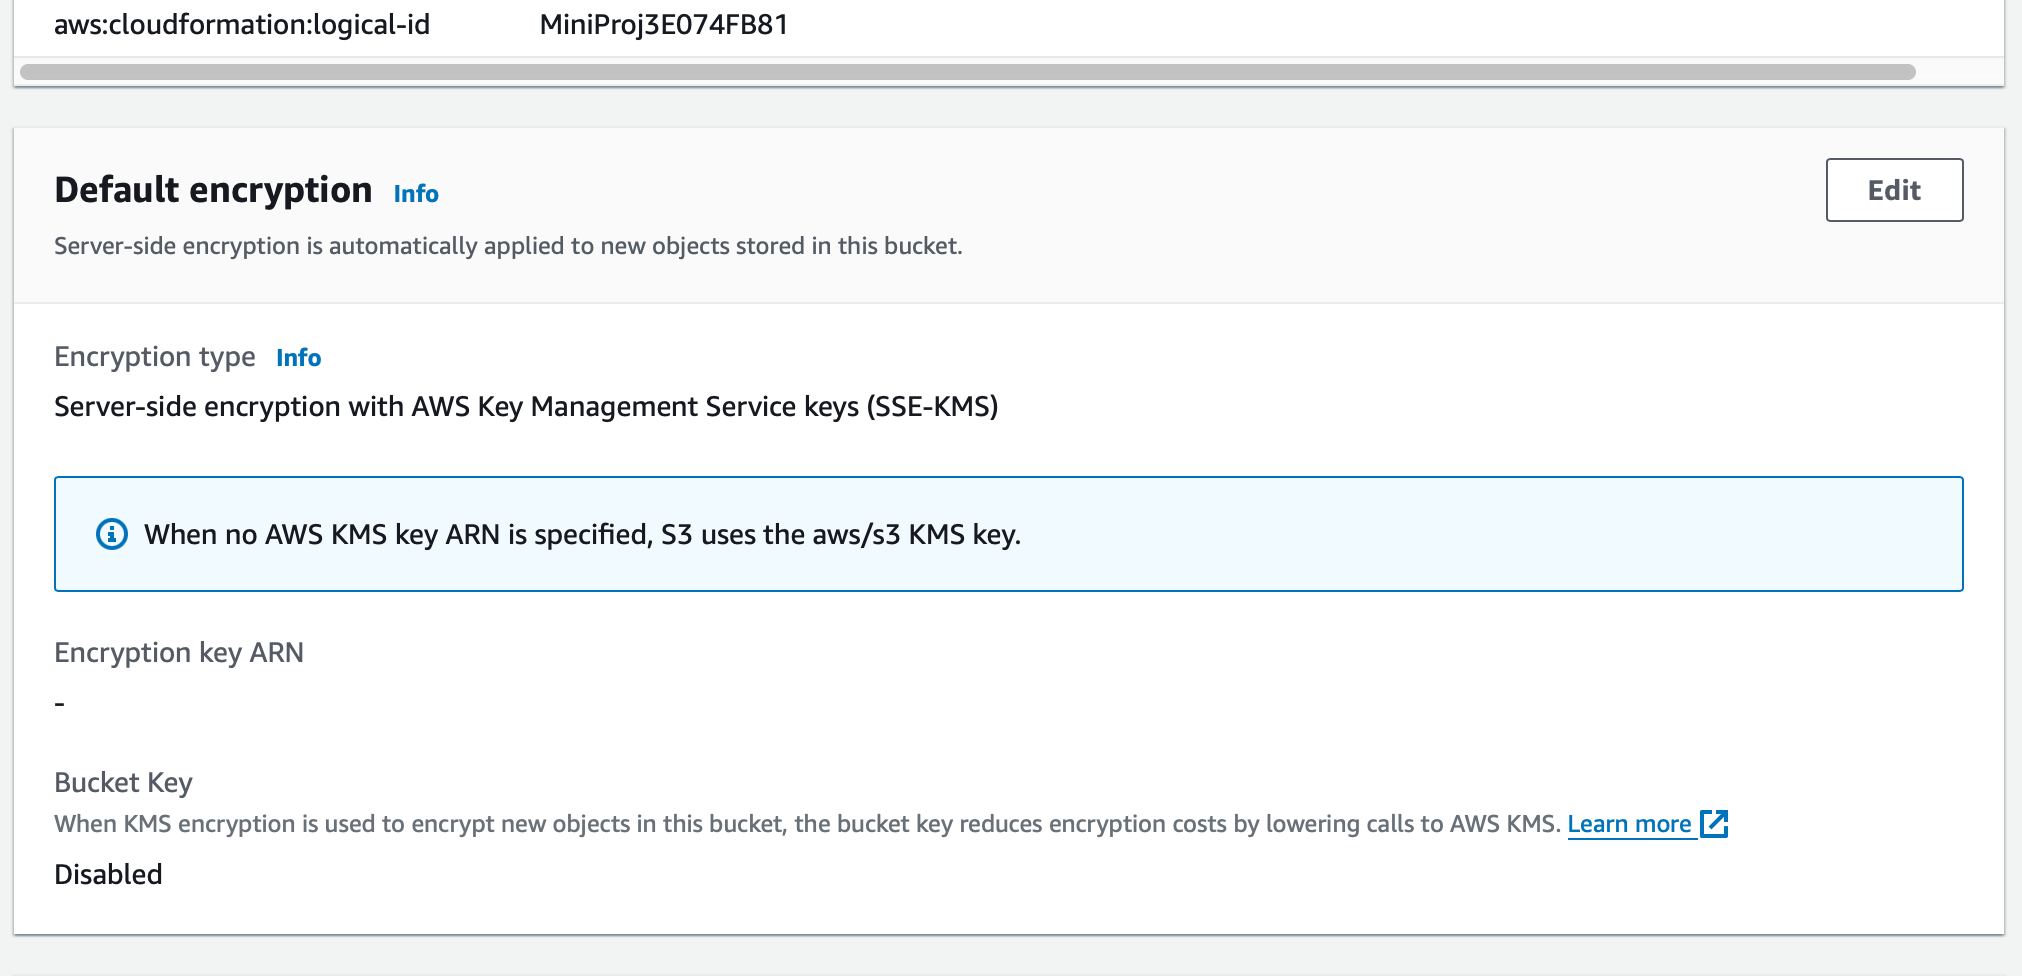 aws:cloudformation:logical-id MiniProj3E074FB81
Default encryption Info
Edit
Server-side encryption is automatically applied to new objects stored in this bucket.
Encryption type Info
Server-side encryption with AWS Key Management Service keys (SSE-KMS)
When no AWS KMS key ARN is specified, S3 uses the aws/s3 KMS key.
Encryption key ARN
-
Bucket Key
When KMS encryption is used to encrypt new objects in this bucket, the bucket key reduces encryption costs by lowering calls to AWS KMS. Learn more
Disabled